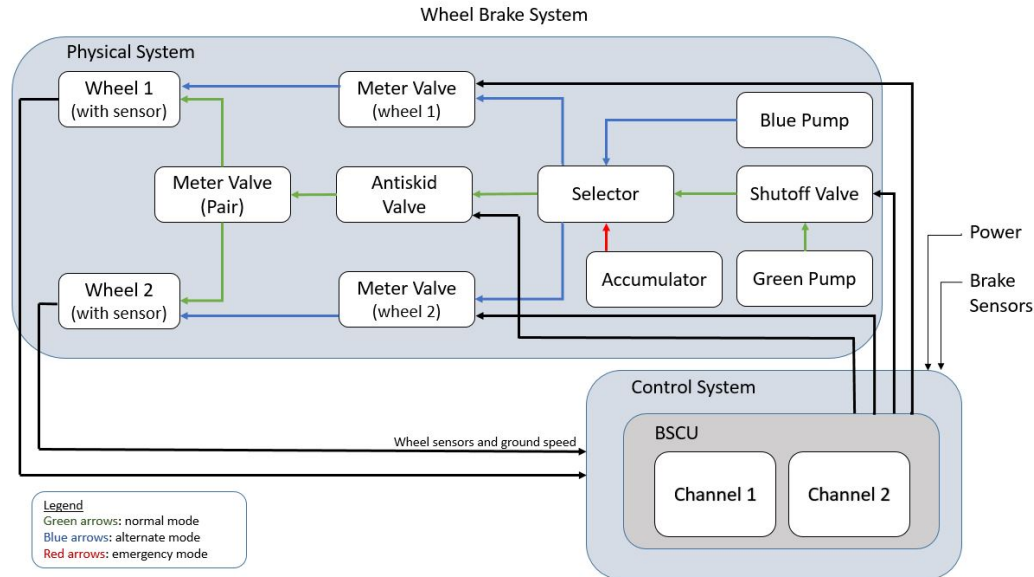 Wheel Brake System
Physical System
Wheel 1
(with sensor)
Meter Valve
(wheel 1)
Blue Pump
Meter Valve
(Pair)
Antiskid
Valve
Selector
Shutoff Valve
Accumulator
Green Pump
Wheel 2
(with sensor)
Meter Valve
(wheel 2)
Power
Brake
Sensors
Control System
BSCU
Channel 1
Channel 2
Wheel sensors and ground speed
Legend
Green arrows: normal mode
Blue arrows: alternate mode
Red arrows: emergency mode